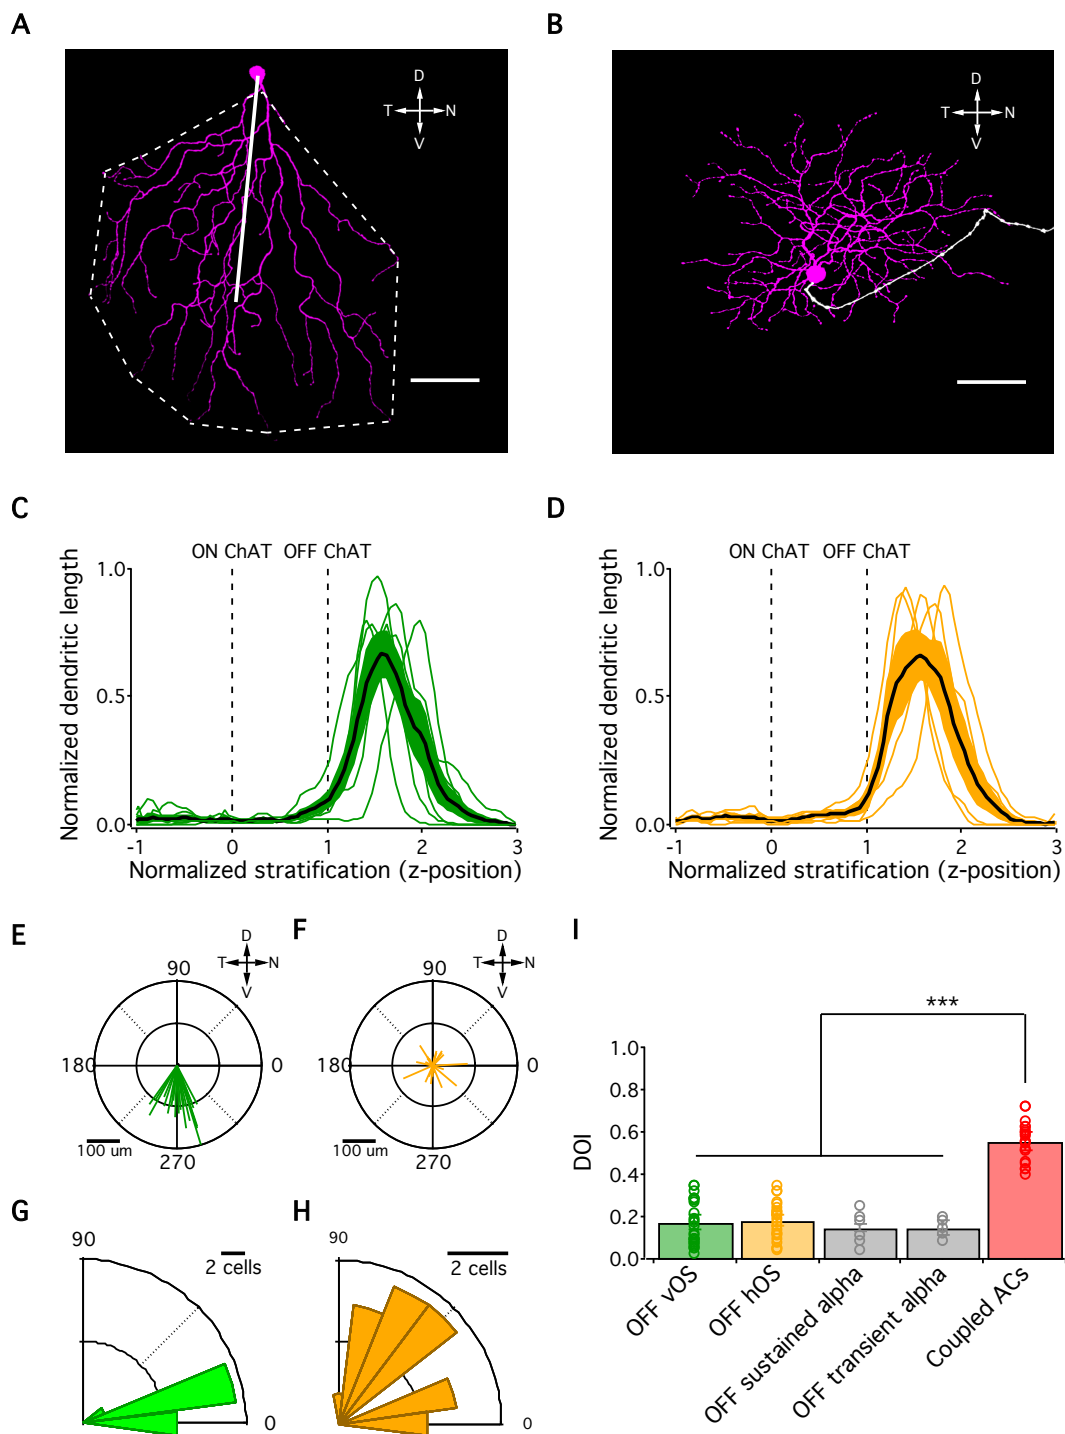 A
B
D
T N
V
D
T N
V
C
D
ON ChAT OFF ChAT
ON ChAT OFF ChAT
Normalized dendritic length
1.0
0.5
0.0
-1 0 1 2 3
Normalized stratification (z-position)
Normalized dendritic length
1.0
0.5
0.0
-1 0 1 2 3
Normalized stratification (z-position)
E
D
T N
V
90
180
0
270
100 um
F
D
T N
V
90
180
0
270
100 um
G
90
2 cells
0
H
90
2 cells
0
I
***
DOI
1.0
0.8
0.6
0.4
0.2
0.0
OFF vOS
OFF hOS
OFF sustained alpha
OFF transient alpha
Coupled ACs